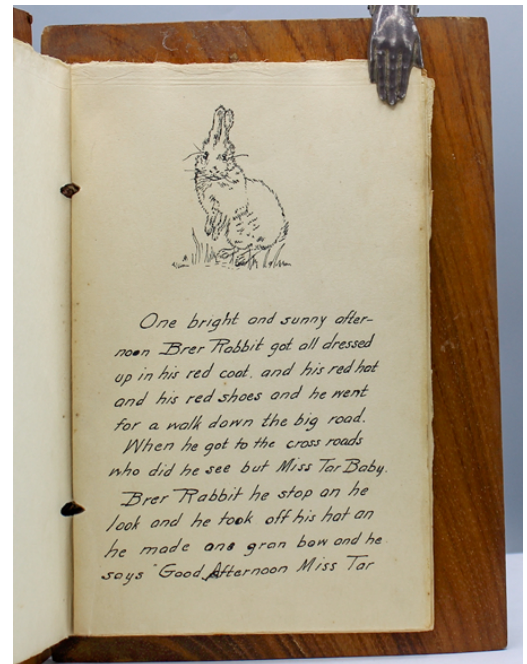 One bright and sunny after-
noon Brer Rabbit got all dressed
up in his red coat. and his red hat
and his red shoes and he went
for a walk down the big road.
When he got to the cross roads
who did he see but Miss Tar Baby.
Brer Rabbit he stop an he
look and he took off his hat an
he made one gran bow and he
says "Good Afternoon Miss Tar